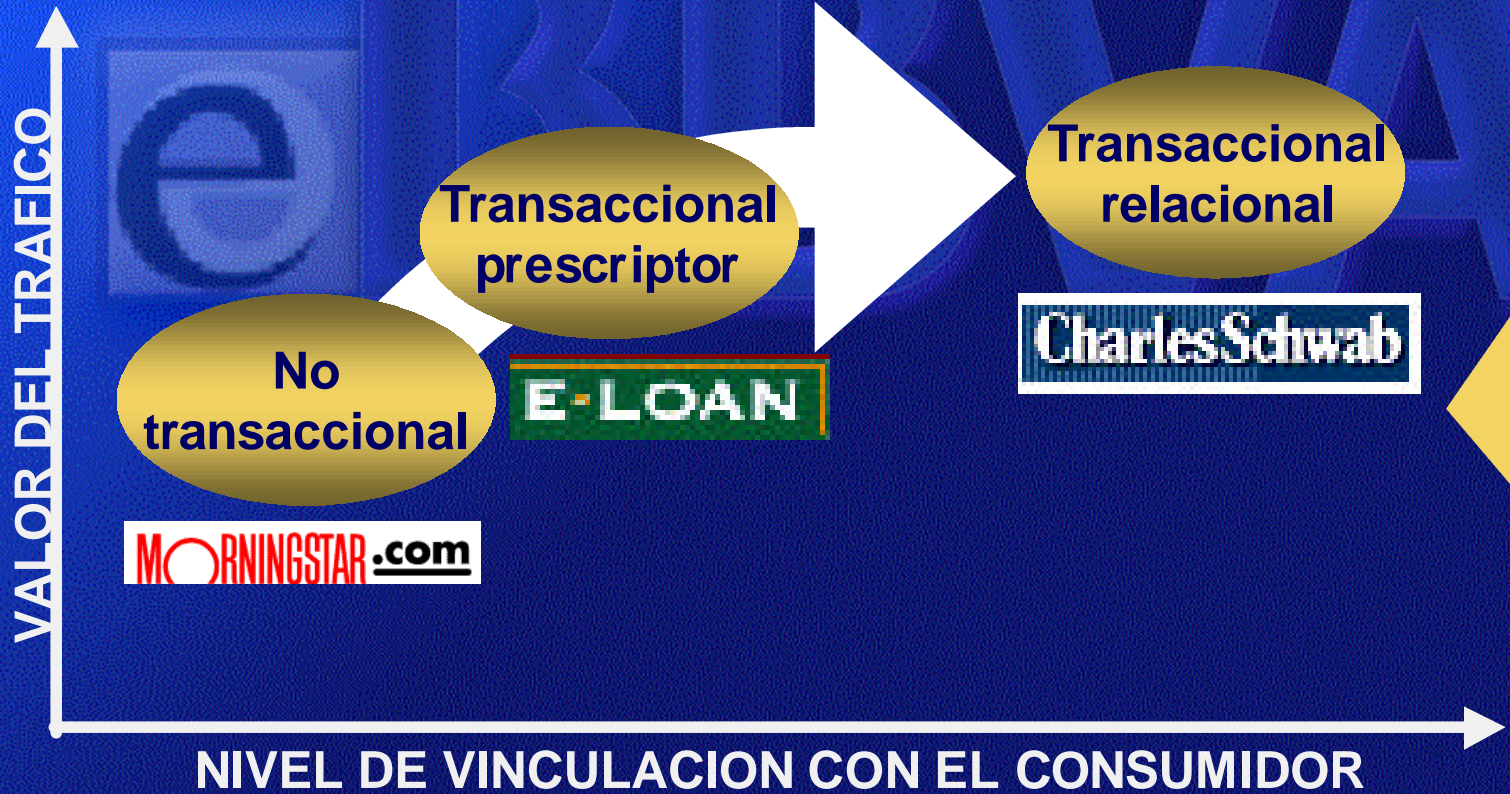 VALOR DEL TRAFICO
e BBVA
Transaccional
relacional
Transaccional
prescriptor
CharlesSchwab
No
transaccional
E-LOAN
MORNINGSTAR.com
NIVEL DE VINCULACION CON EL CONSUMIDOR